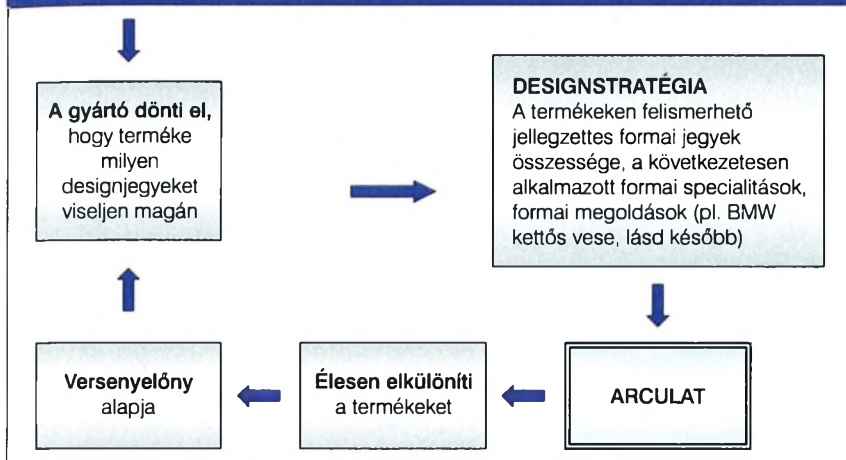 A gyártó dönti el,
hogy terméke
milyen
designjegyeket
viseljen magán
DESIGNSTRATÉGIA
A termékeken felismerhető
jellegzettes formai jegyek
összessége, a következetesen
alkalmazott formai specialitások,
formai megoldások (pl. BMW
kettős vese, lásd később)
ARCULAT
Élesen elkülöníti
a termékeket
Versenyelőny
alapja